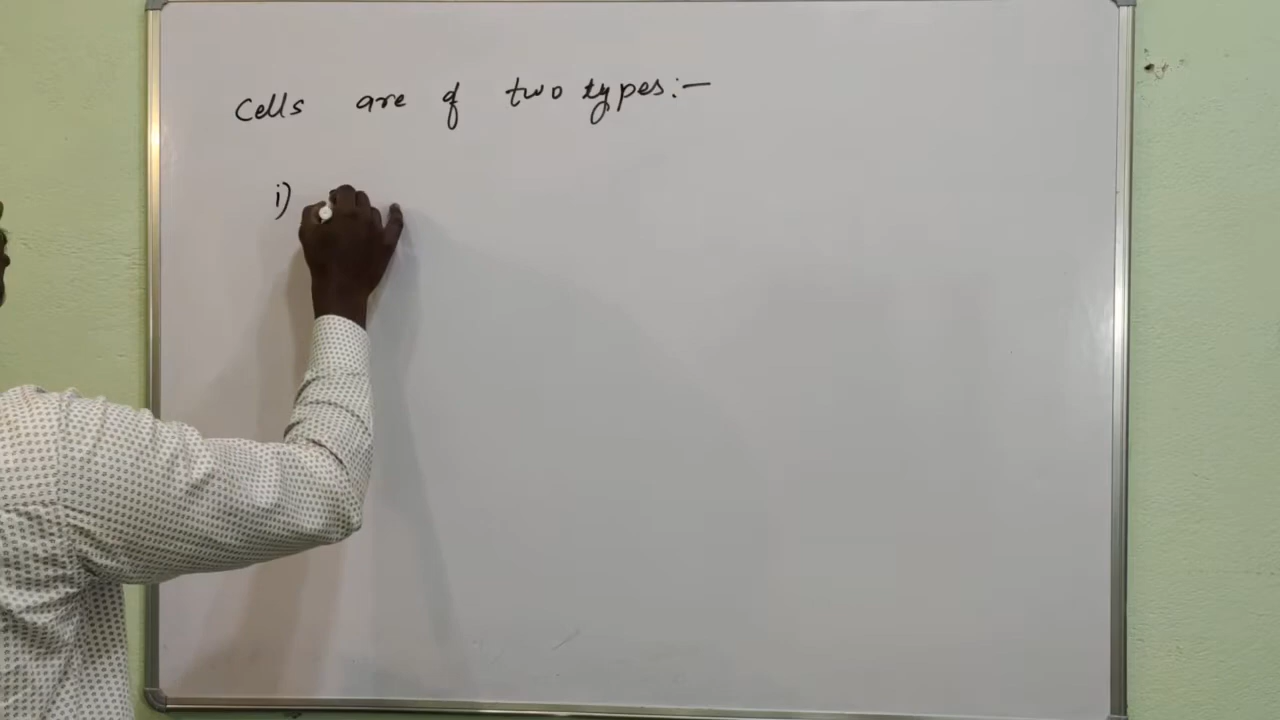 Cells are of two types:-
i)